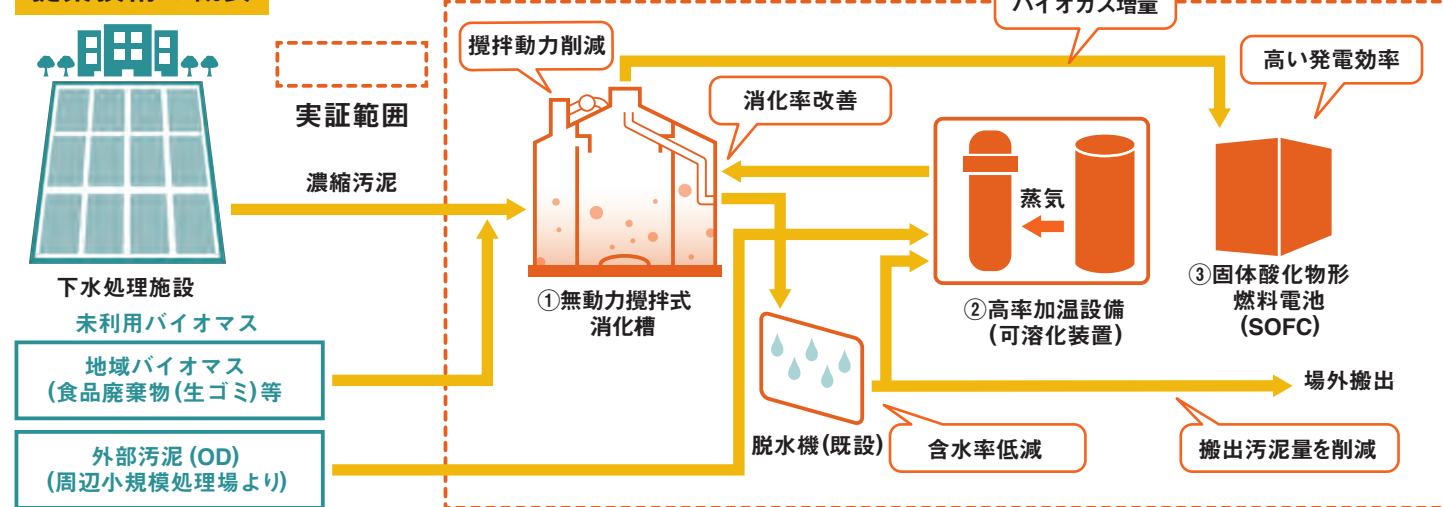 バイオガス増量
攪拌動力削減
高い発電効率
消化率改善
実証範囲
濃縮汚泥
蒸気
下水処理施設
①無動力攪拌式
消化槽
②高率加温設備
(可溶化装置)
③固体酸化物形
燃料電池
(SOFC)
未利用バイオマス
地域バイオマス
(食品廃棄物(生ゴミ)等
場外搬出
脱水機(既設)
含水率低減
搬出汚泥量を削減
外部汚泥(OD)
(周辺小規模処理場より)